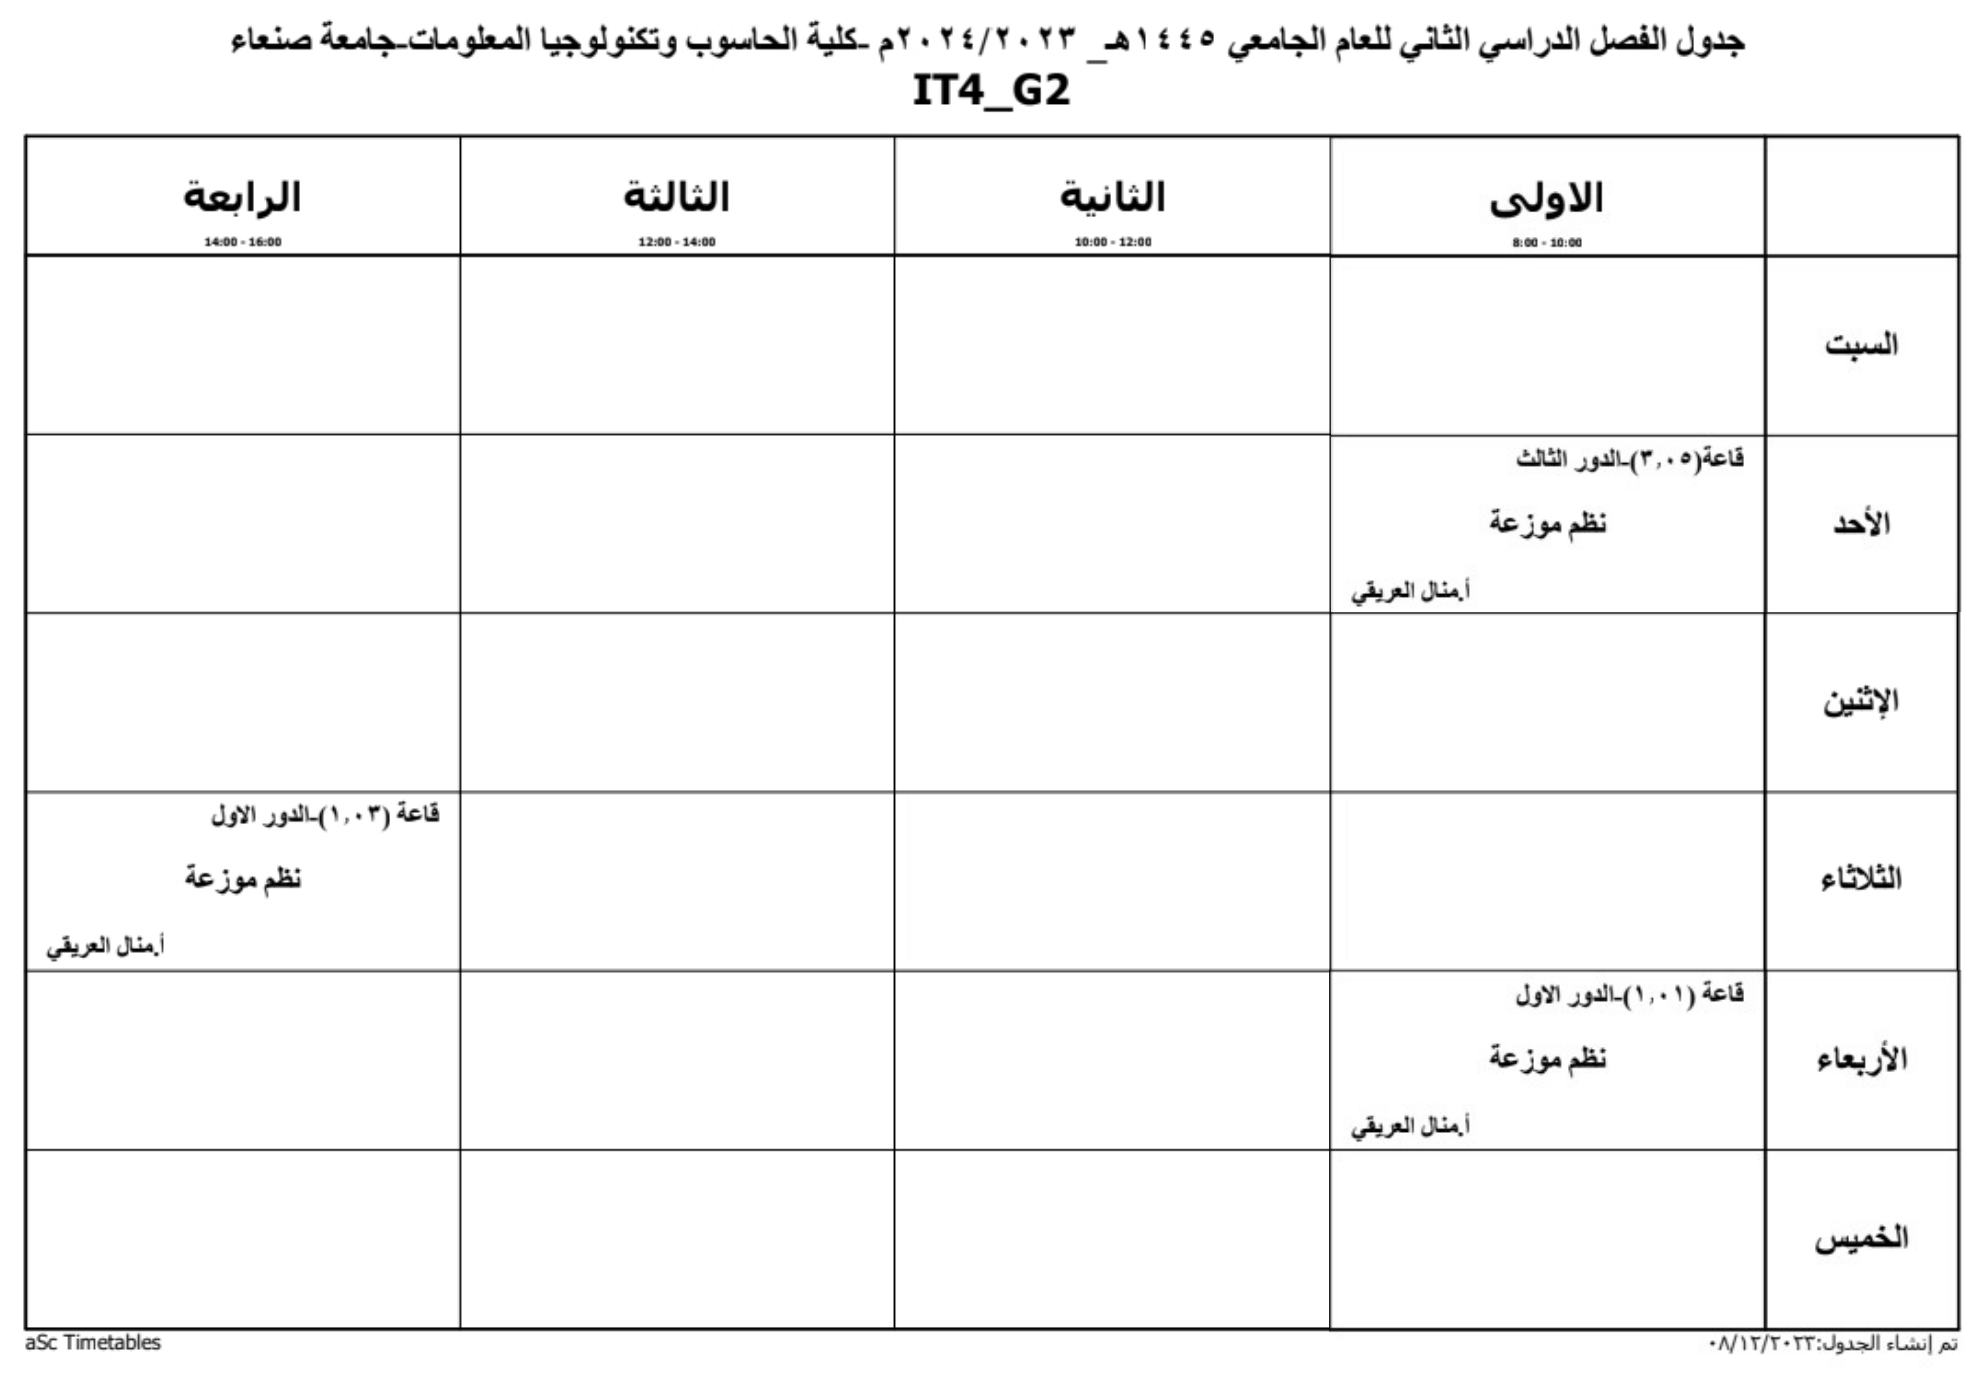 جدول الفصل الدراسي الثاني للعام الجامعي ١٤٤٥هـ_ ٢٠٢٤/٢٠٢٣م -كلية الحاسوب وتكنولوجيا المعلومات-جامعة صنعاء
IT4_G2
الاولى
8:00 - 10:00
الثانية
10:00 - 12:00
الثالثة
12:00 - 14:00
الرابعة
14:00 - 16:00
السبت
الأحد
قاعة(٣,٠٥)-الدور الثالث
نظم موزعة
أ.منال العريقي
الإثنين
الثلاثاء
قاعة (١,٠٣)-الدور الاول
نظم موزعة
أ.منال العريقي
الأربعاء
قاعة (١,٠١)-الدور الاول
نظم موزعة
أ.منال العريقي
الخميس
تم إنشاء الجدول:٠٨/١٢/٢٠٢٣
aSc Timetables